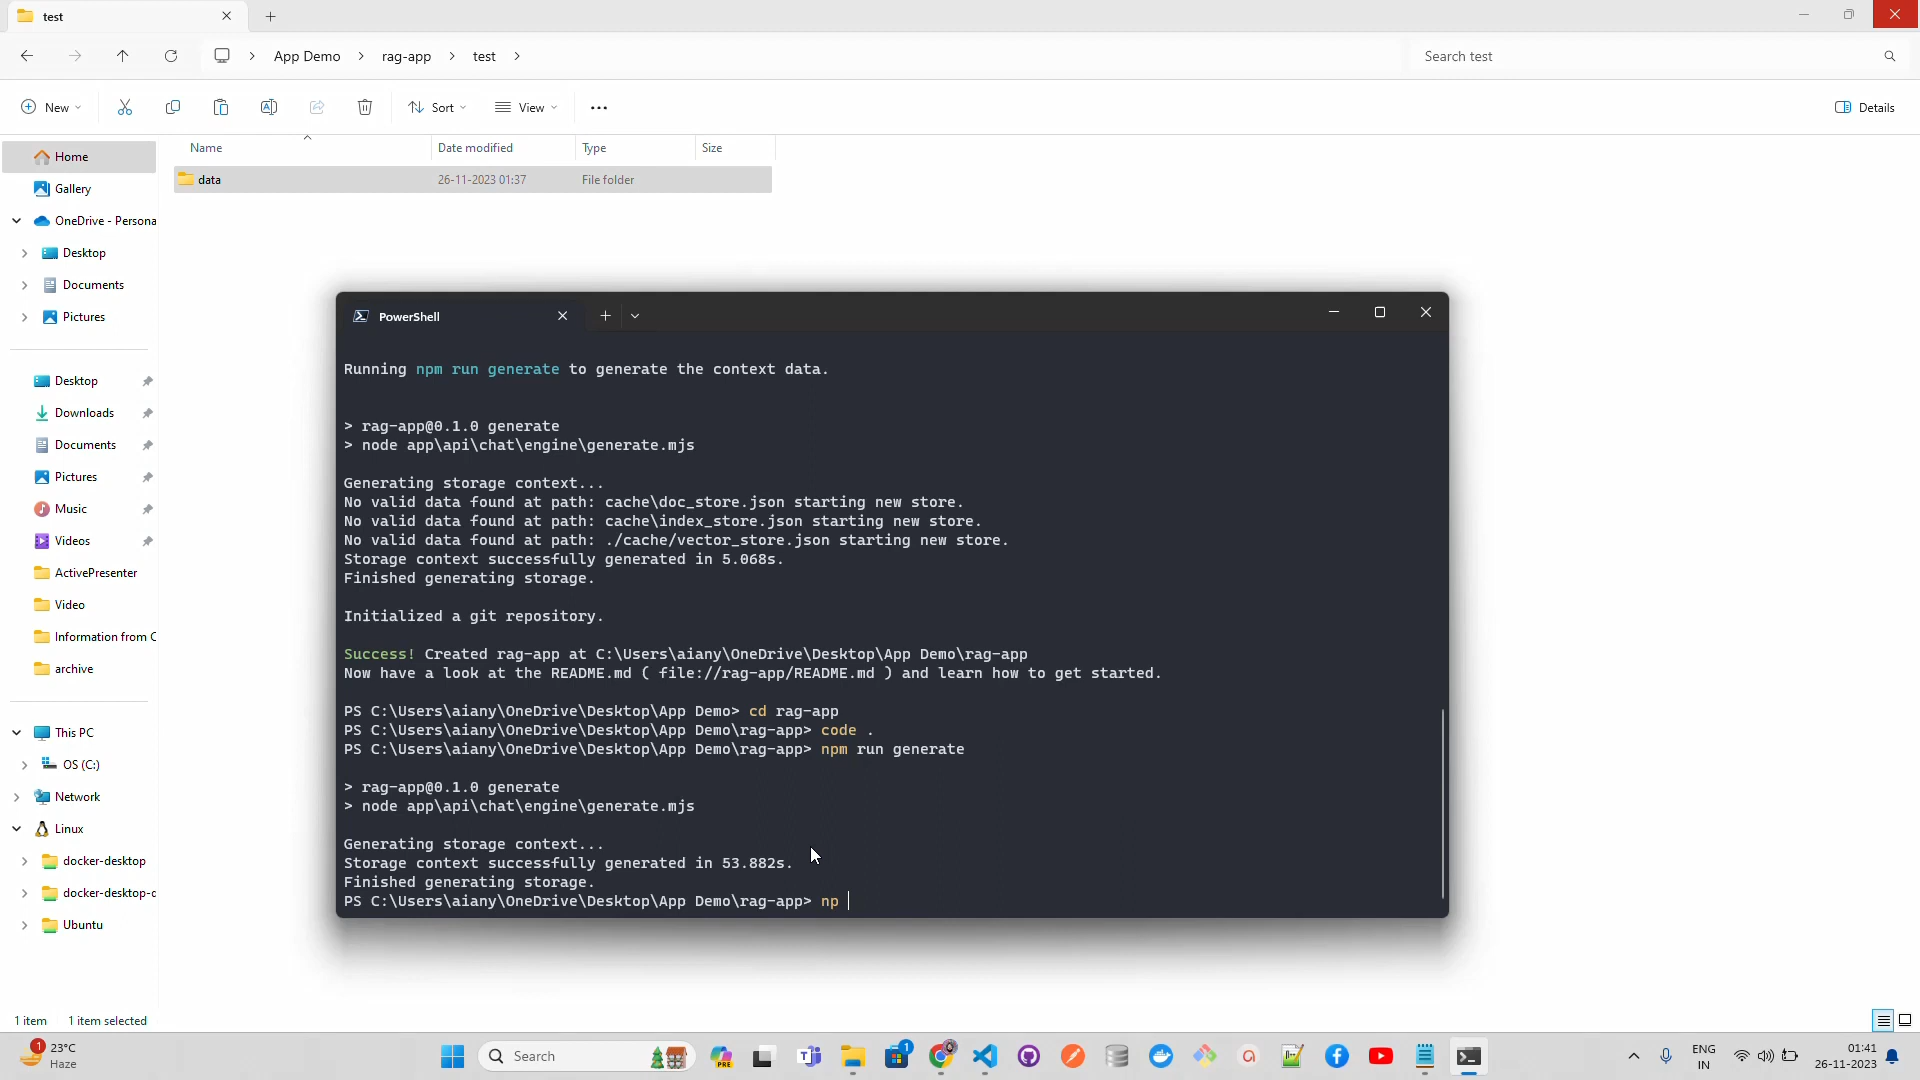 test
App Demo
rag-app
test
Search test
New
Sort
View
Details
Name
Date modified
Type
Size
data
26-11-2023 01:37
File folder
Home
Gallery
OneDrive - Persona
Desktop
Documents
Pictures
Desktop
Downloads
Documents
Pictures
Music
Videos
ActivePresenter
Video
Information from C
archive
This PC
OS (C:)
Network
Linux
docker-desktop
docker-desktop-d
Ubuntu
PowerShell
Running npm run generate to generate the context data.
> rag-app@0.1.0 generate
> node app\api\chat\engine\generate.mjs
Generating storage context...
No valid data found at path: cache\doc_store.json starting new store.
No valid data found at path: cache\index_store.json starting new store.
No valid data found at path: ./cache/vector_store.json starting new store.
Storage context successfully generated in 5.068s.
Finished generating storage.
Initialized a git repository.
Success! Created rag-app at C:\Users\aiany\OneDrive\Desktop\App Demo\rag-app
Now have a look at the README.md ( file://rag-app/README.md ) and learn how to get started.
PS C:\Users\aiany\OneDrive\Desktop\App Demo> cd rag-app
PS C:\Users\aiany\OneDrive\Desktop\App Demo\rag-app> code .
PS C:\Users\aiany\OneDrive\Desktop\App Demo\rag-app> npm run generate
> rag-app@0.1.0 generate
> node app\api\chat\engine\generate.mjs
Generating storage context...
Storage context successfully generated in 53.882s.
Finished generating storage.
PS C:\Users\aiany\OneDrive\Desktop\App Demo\rag-app> np
1 item
1 item selected
1
23°C
Haze
Search
PRE
1
ENG
IN
01:41
26-11-2023